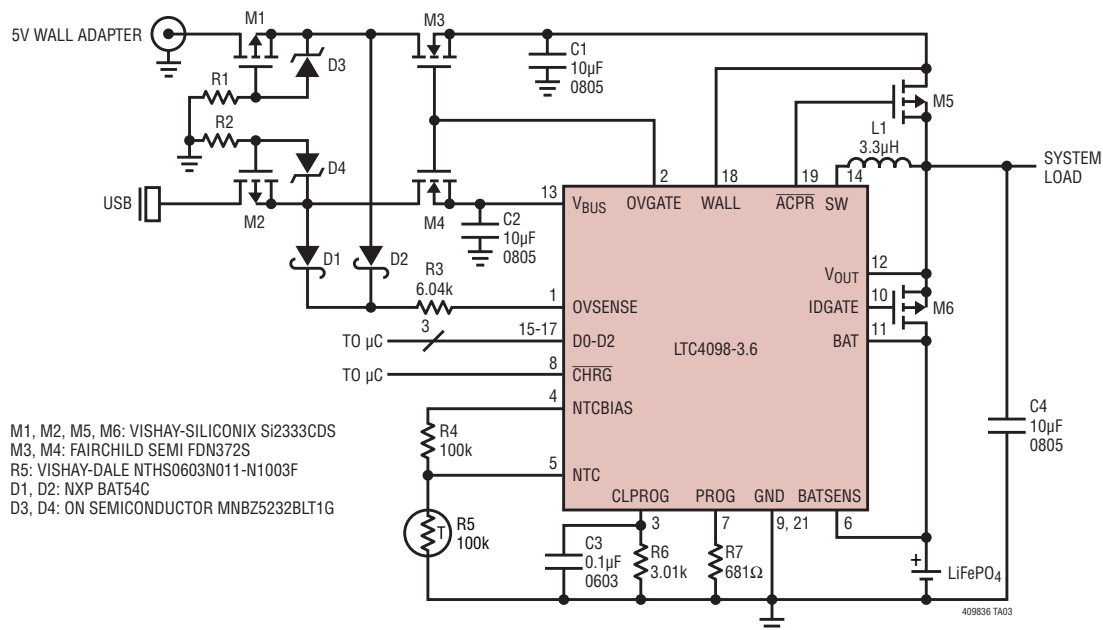 M1
M3
5V WALL ADAPTER
D3
C1
10µF
0805
R1
M5
R2
L1
3.3µH
D4
SYSTEM
LOAD
2
18
19
14
USB
13
VBUS
OVGATE
WALL
ACPR
SW
M2
M4
C2
10µF
0805
D1
D2
R3
6.04k
VOUT
12
1
OVSENSE
IDGATE
10
M6
3
TO µC
15-17
D0-D2
LTC4098-3.6
BAT
11
TO µC
8
CHRG
4
NTCBIAS
C4
10µF
0805
M1, M2, M5, M6: VISHAY-SILICONIX Si2333CDS
M3, M4: FAIRCHILD SEMI FDN372S
R5: VISHAY-DALE NTHS0603N011-N1003F
D1, D2: NXP BAT54C
D3, D4: ON SEMICONDUCTOR MNBZ5232BLT1G
R4
100k
5
NTC
CLPROG
PROG
GND
BATSENS
3
7
9, 21
6
T
R5
100k
C3
0.1µF
0603
R6
3.01k
R7
681Ω
+
LiFePO4
409836 TA03